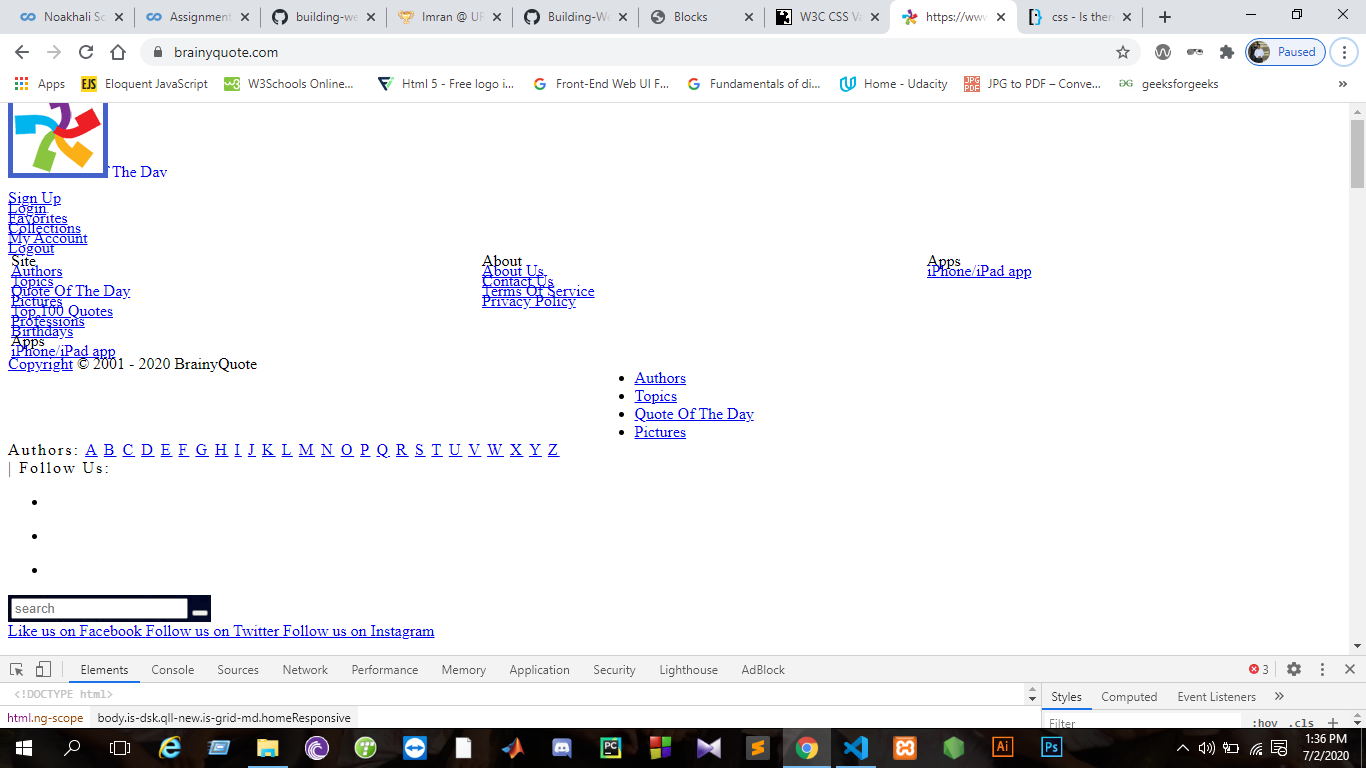 Noakhali Sc
Assignment
building-we
Imran @ UF
Building-We
Blocks
W3C CSS Va
https://www
css - Is ther
brainyquote.com
Paused
Apps
EJS Eloquent JavaScript
W3Schools Online...
Html 5 - Free logo i...
Front-End Web UI F...
Fundamentals of di...
Home - Udacity
JPG to PDF – Conve...
geeksforgeeks
»
The Day
Sign Up
Login
Favorites
Collections
My Account
Logout
Site
Authors
Topics
Quote Of The Day
Pictures
Top 100 Quotes
Professions
Birthdays
Apps
iPhone/iPad app
About
About Us
Contact Us
Terms Of Service
Privacy Policy
Apps
iPhone/iPad app
Copyright © 2001 - 2020 BrainyQuote
• Authors
• Topics
• Quote Of The Day
• Pictures
Authors: A B C D E F G H I J K L M N O P Q R S T U V W X Y Z
| Follow Us:
search
Like us on Facebook Follow us on Twitter Follow us on Instagram
Elements Console Sources Network Performance Memory Application Security Lighthouse AdBlock
3
<!DOCTYPE html>
html.ng-scope body.is-dsk.qll-new.is-grid-md.homeResponsive
Styles Computed Event Listeners »
Filter :hov .cls +
1:36 PM
7/2/2020